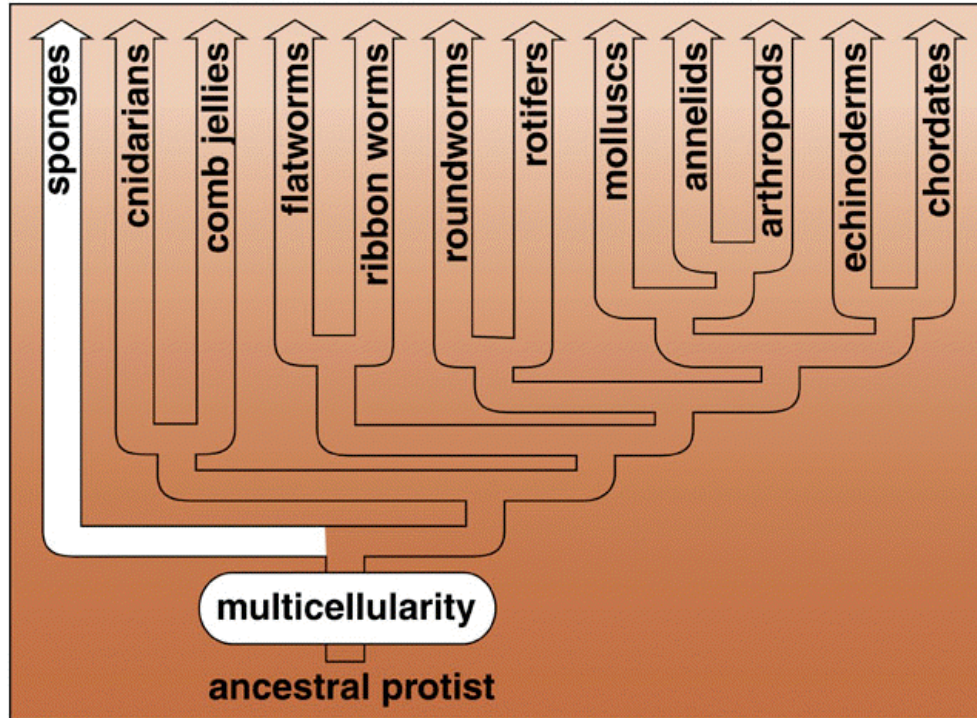 sponges
cnidarians
comb jellies
flatworms
ribbon worms
roundworms
rotifers
molluscs
annelids
arthropods
echinoderms
chordates
multicellularity
ancestral protist